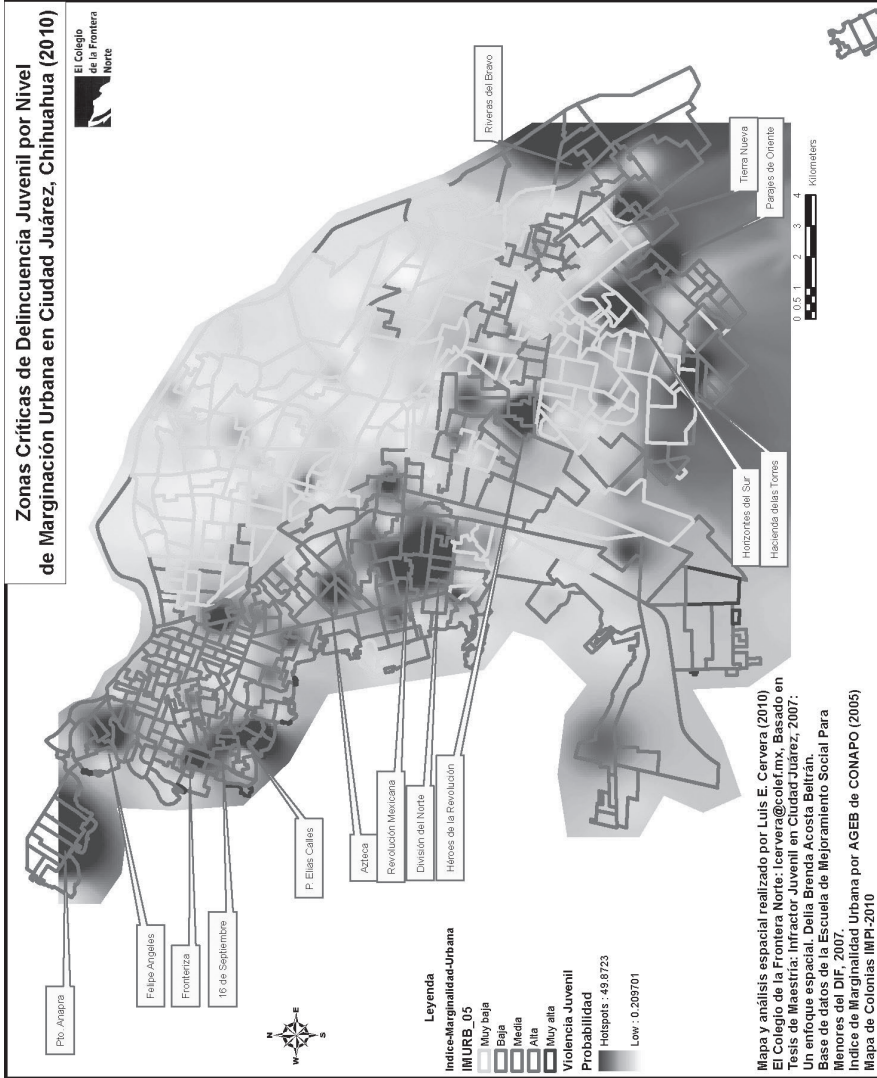 Zonas Críticas de Delincuencia Juvenil por Nivel
de Marginación Urbana en Ciudad Juárez, Chihuahua (2010)
El Colegio
de la Frontera
Norte
Riveras del Bravo
Tierra Nueva
Parajes de Oriente
Pto. Anapra
Felipe Angeles
Fronteriza
16 de Septiembre
P. Elias Calles
Azteca
Revolución Mexicana
División del Norte
Héroes de la Revolución
Horizontes del Sur
Hacienda delas Torres
N
W
E
S
0 0.5 1 2 3 4
Kilometers
Leyenda
Indice-Marginalidad-Urbana
IMURB_05
Muy baja
Baja
Media
Alta
Muy alta
Violencia Juvenil
Probabilidad
Hotspots : 49.8723
Low : 0.209701
Mapa y análisis espacial realizado por Luis E. Cervera (2010)
El Colegio de la Frontera Norte: lcervera@colef.mx, Basado en
Tesis de Maestría: Infractor Juvenil en Ciudad Juárez, 2007:
Un enfoque espacial. Delia Brenda Acosta Beltrán.
Base de datos de la Escuela de Mejoramiento Social Para
Menores del DIF, 2007.
Indice de Marginalidad Urbana por AGEB de CONAPO (2005)
Mapa de Colonias IMPI-2010